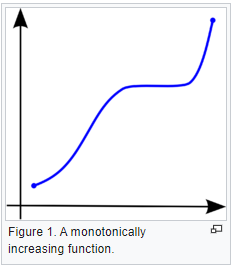 Figure 1. A monotonically
increasing function.